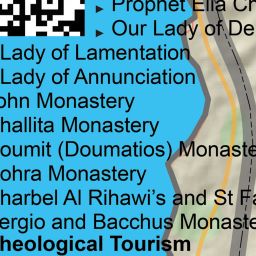 ▸ Prophet Elia Ch
▸ Our Lady of De
Lady of Lamentation
Lady of Annunciation
ohn Monastery
hallita Monastery
oumit (Doumatios) Monaste
ohra Monastery
harbel Al Rihawi's and St Fa
ergio and Bacchus Monaste
heological Tourism